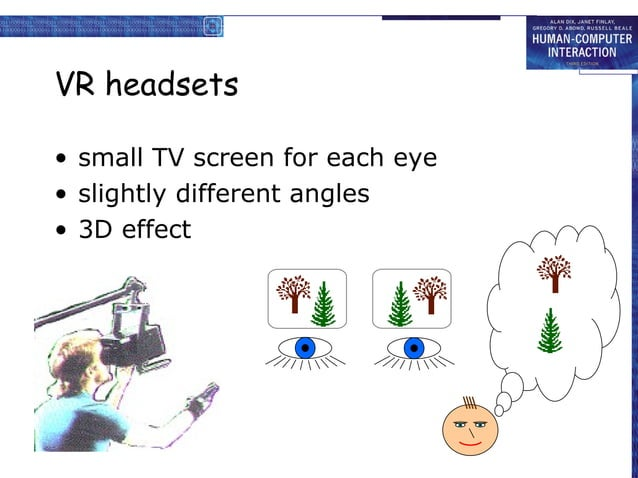 ALAN DIX, JANET FINLAY,
GREGORY D. ABOWD, RUSSELL BEALE
HUMAN-COMPUTER
INTERACTION
THIRD EDITION
VR headsets
• small TV screen for each eye
• slightly different angles
• 3D effect